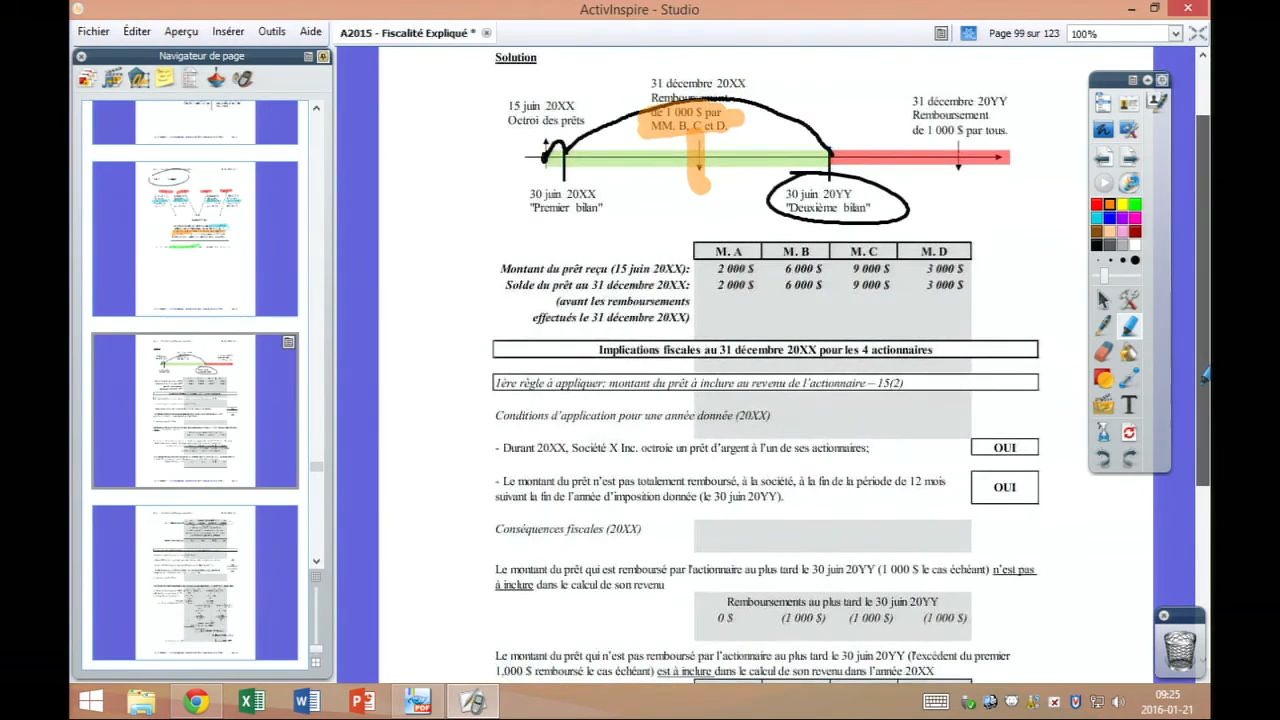 ActivInspire - Studio
Fichier Éditer Aperçu Insérer Outils Aide
A2015 - Fiscalité Expliqué *
Page 99 sur 123
100%
Navigateur de page
Solution
15 juin 20XX
Octroi des prêts
31 décembre 20XX
Remboursement
de 1 000 $ par
MM. B, C et D.
31 décembre 20YY
Remboursement
de 1 000 $ par tous.
30 juin 20XX
"Premier bilan"
30 juin 20YY
"Deuxième bilan"
M. A M. B M. C M. D
Montant du prêt reçu (15 juin 20XX): 2 000 $ 6 000 $ 9 000 $ 3 000 $
Solde du prêt au 31 décembre 20XX: 2 000 $ 6 000 $ 9 000 $ 3 000 $
(avant les remboursements
effectués le 31 décembre 20XX)
Implications fiscales au 31 décembre 20XX pour les 4 actionnaires
1ère règle à appliquer: montant du prêt à inclure au revenu de l'actionnaire – 15(2)
Conditions d'application pour une année donnée (20XX)
- Durant 20XX, Société X Inc. octroie un prêt d'argent à l'un de ses actionnaires; OUI
- Le montant du prêt n'est pas totalement remboursé, à la société, à la fin de la période de 12 mois
suivant la fin de l'année d'imposition donnée (le 30 juin 20YY). OUI
Conséquences fiscales (20XX)
Le montant du prêt qui est remboursé par l'actionnaire au plus tard le 30 juin 20YY (1 000 $ le cas échéant) n'est pas
à inclure dans le calcul de son revenu
Remboursements au plus tard le 30 juin 20YY
0 $ (1 000 $) (1 000 $) (1 000 $)
Le montant du prêt qui n'est pas remboursé par l'actionnaire au plus tard le 30 juin 20YY (l'excédent du premier
1,000 $ remboursé le cas échéant) est à inclure dans le calcul de son revenu dans l'année 20XX
09:25
2016-01-21